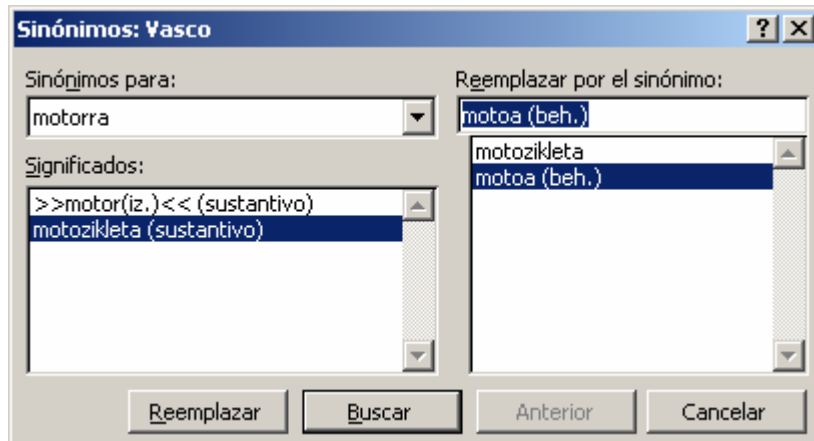 Sinónimos: Vasco
Sinónimos para:
motorra
Significados:
>>motor(iz.)<< (sustantivo)
motozikleta (sustantivo)
Reemplazar por el sinónimo:
motoa (beh.)
motozikleta
motoa (beh.)
Reemplazar
Buscar
Anterior
Cancelar